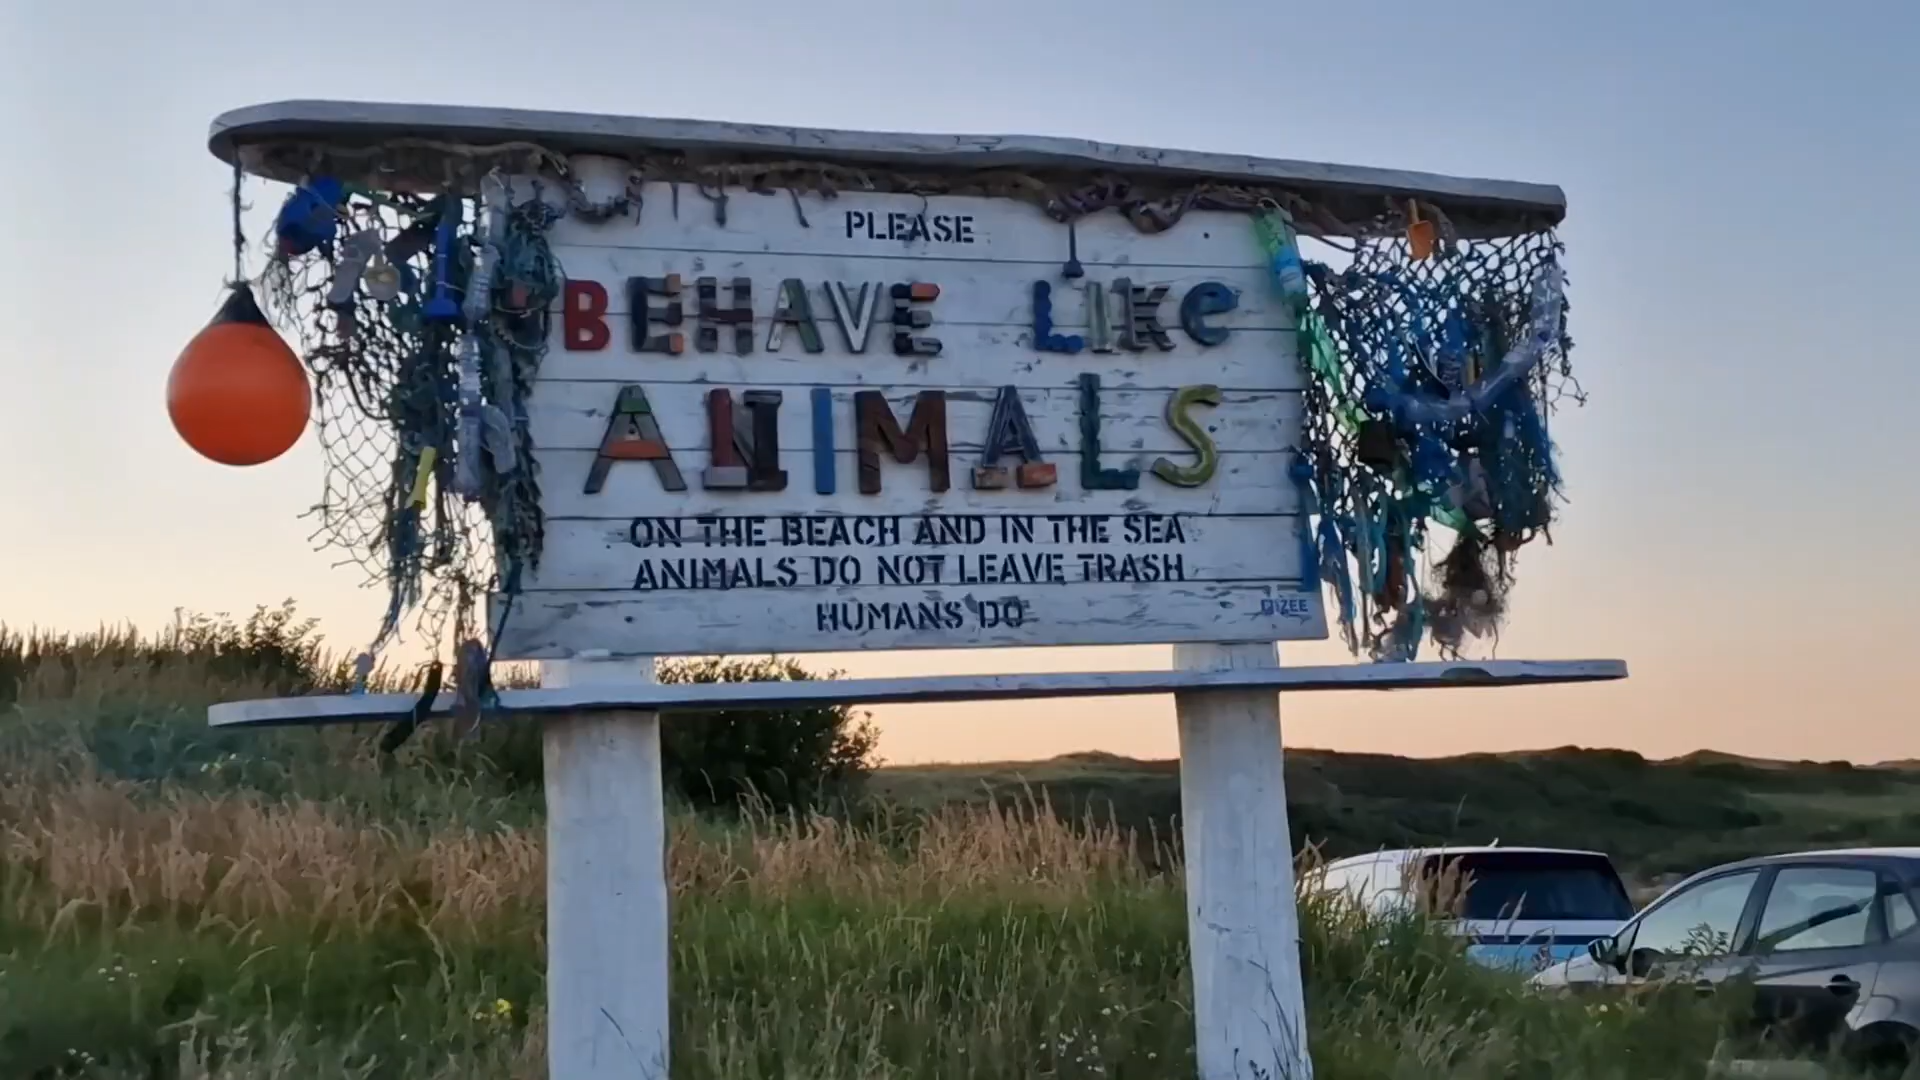 PLEASE
BEHAVE LIKe
ANIMALS
ON THE BEACH AND IN THE SEA
ANIMALS DO NOT LEAVE TRASH
HUMANS DO